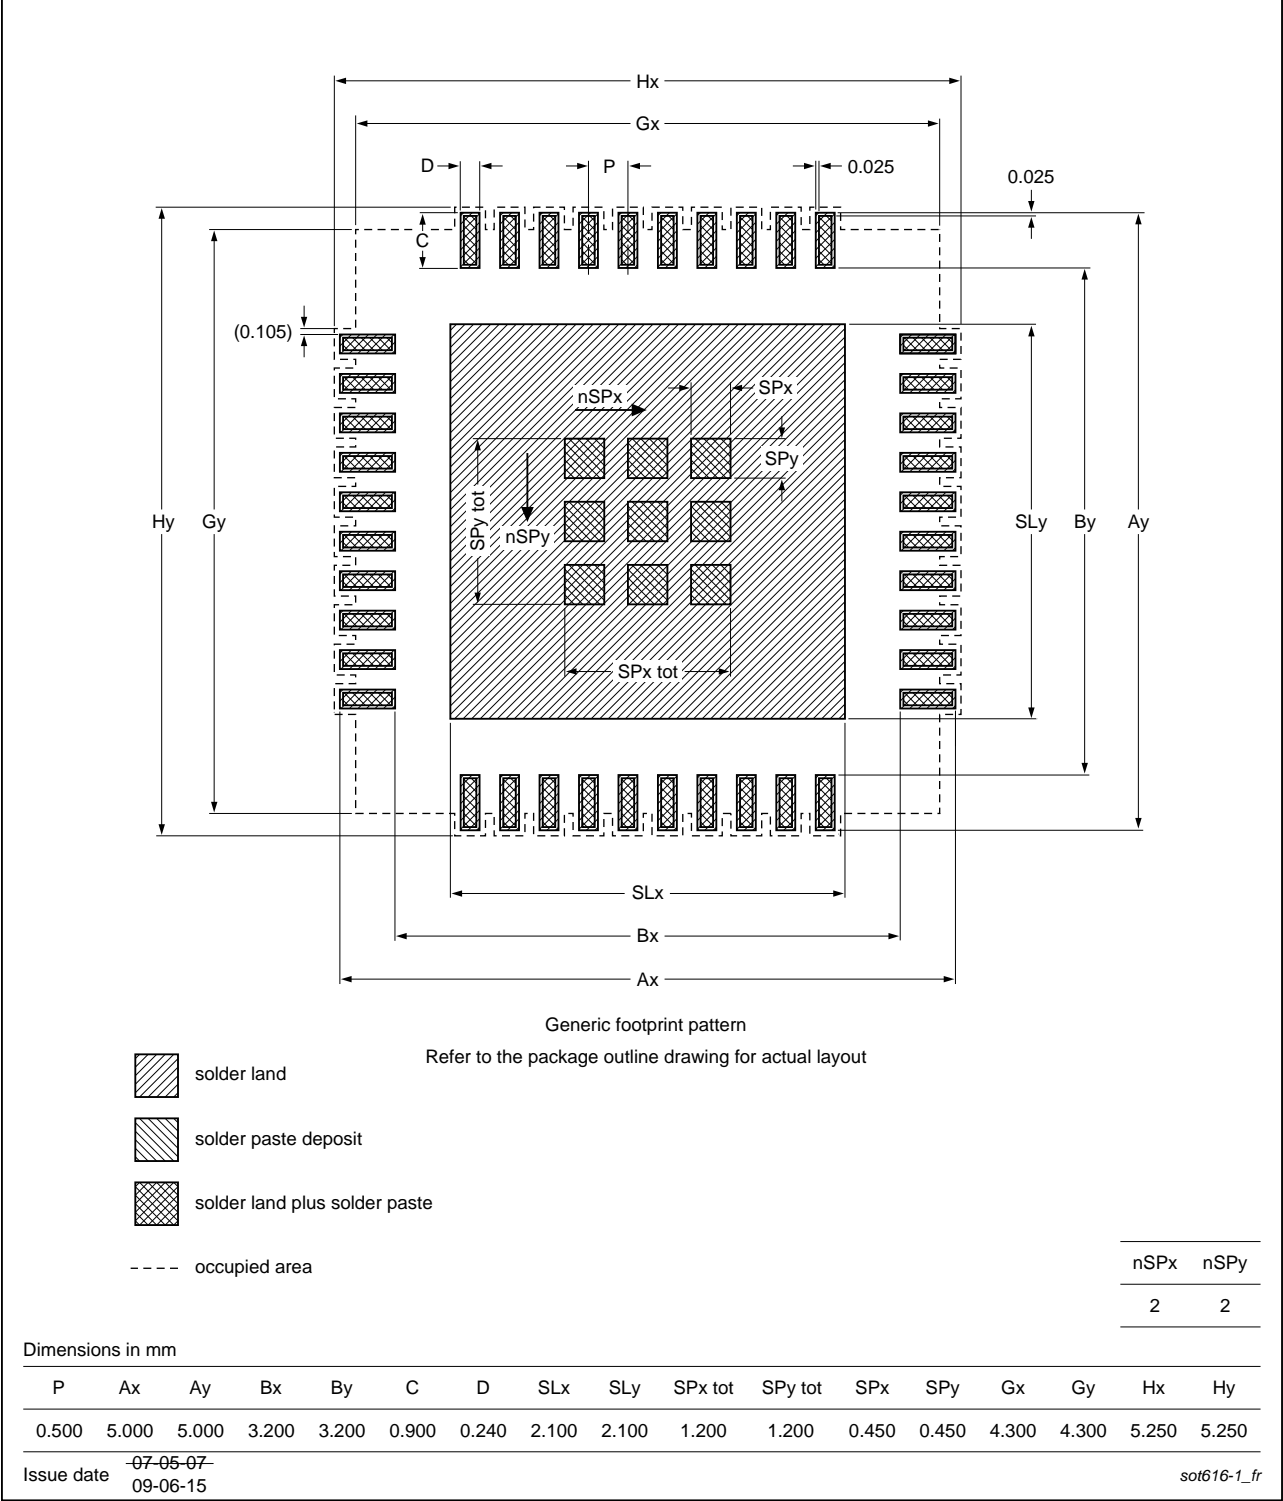 Hx
Gx
D
P
0.025
0.025
C
(0.105)
nSPx
SPx
SPy
SPy tot
nSPy
Hy
Gy
SLy
By
Ay
SPx tot
SLx
Bx
Ax
Generic footprint pattern
Refer to the package outline drawing for actual layout
solder land
solder paste deposit
solder land plus solder paste
occupied area
nSPx nSPy
2 2
Dimensions in mm
P Ax Ay Bx By C D SLx SLy SPx tot SPy tot SPx SPy Gx Gy Hx Hy
0.500 5.000 5.000 3.200 3.200 0.900 0.240 2.100 2.100 1.200 1.200 0.450 0.450 4.300 4.300 5.250 5.250
Issue date 07-05-07
09-06-15
sot616-1_fr